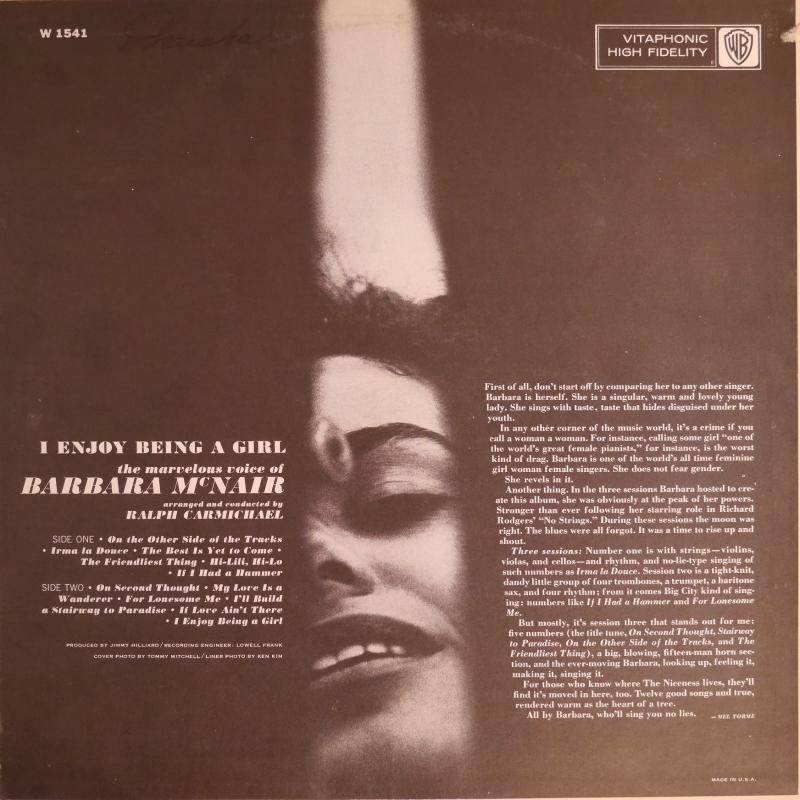 W 1541
VITAPHONIC
HIGH FIDELITY
WB
I ENJOY BEING A GIRL
the marvelous voice of
BARBARA McNAIR
arranged and conducted by
RALPH CARMICHAEL
SIDE ONE • On the Other Side of the Tracks
• Irma la Douce • The Best Is Yet to Come •
The Friendliest Thing • Hi-Lili, Hi-Lo
• If I Had a Hammer
SIDE TWO • On Second Thought • My Love Is a
Wanderer • For Lonesome Me • I'll Build
a Stairway to Paradise • If Love Ain't There
• I Enjoy Being a Girl
PRODUCED BY JIMMY HILLIARD / RECORDING ENGINEER: LOWELL FRANK
COVER PHOTO BY TOMMY MITCHELL / LINER PHOTO BY KEN KIM
First of all, don't start off by comparing her to any other singer.
Barbara is herself. She is a singular, warm and lovely young
lady. She sings with taste, taste that hides disguised under her
youth.
In any other corner of the music world, it's a crime if you
call a woman a woman. For instance, calling some girl "one of
the world's great female pianists," for instance, is the worst
kind of drag. Barbara is one of the world's all time feminine
girl woman female singers. She does not fear gender.
She revels in it.
Another thing. In the three sessions Barbara hosted to cre-
ate this album, she was obviously at the peak of her powers.
Stronger than ever following her starring role in Richard
Rodgers' "No Strings." During these sessions the moon was
right. The blues were all forgot. It was a time to rise up and
shout.
Three sessions: Number one is with strings—violins,
violas, and cellos—and rhythm, and no-lie-type singing of
such numbers as Irma la Douce. Session two is a tight-knit,
dandy little group of four trombones, a trumpet, a baritone
sax, and four rhythm; from it comes Big City kind of sing-
ing: numbers like If I Had a Hammer and For Lonesome
Me.
But mostly, it's session three that stands out for me:
five numbers (the title tune, On Second Thought, Stairway
to Paradise, On the Other Side of the Tracks, and The
Friendliest Thing), a big, blowing, fifteen-man horn sec-
tion, and the ever-moving Barbara, looking up, feeling it,
making it, singing it.
For those who know where The Niceness lives, they'll
find it's moved in here, too. Twelve good songs and true,
rendered warm as the heart of a tree.
All by Barbara, who'll sing you no lies. —MEL TORME
MADE IN U.S.A.